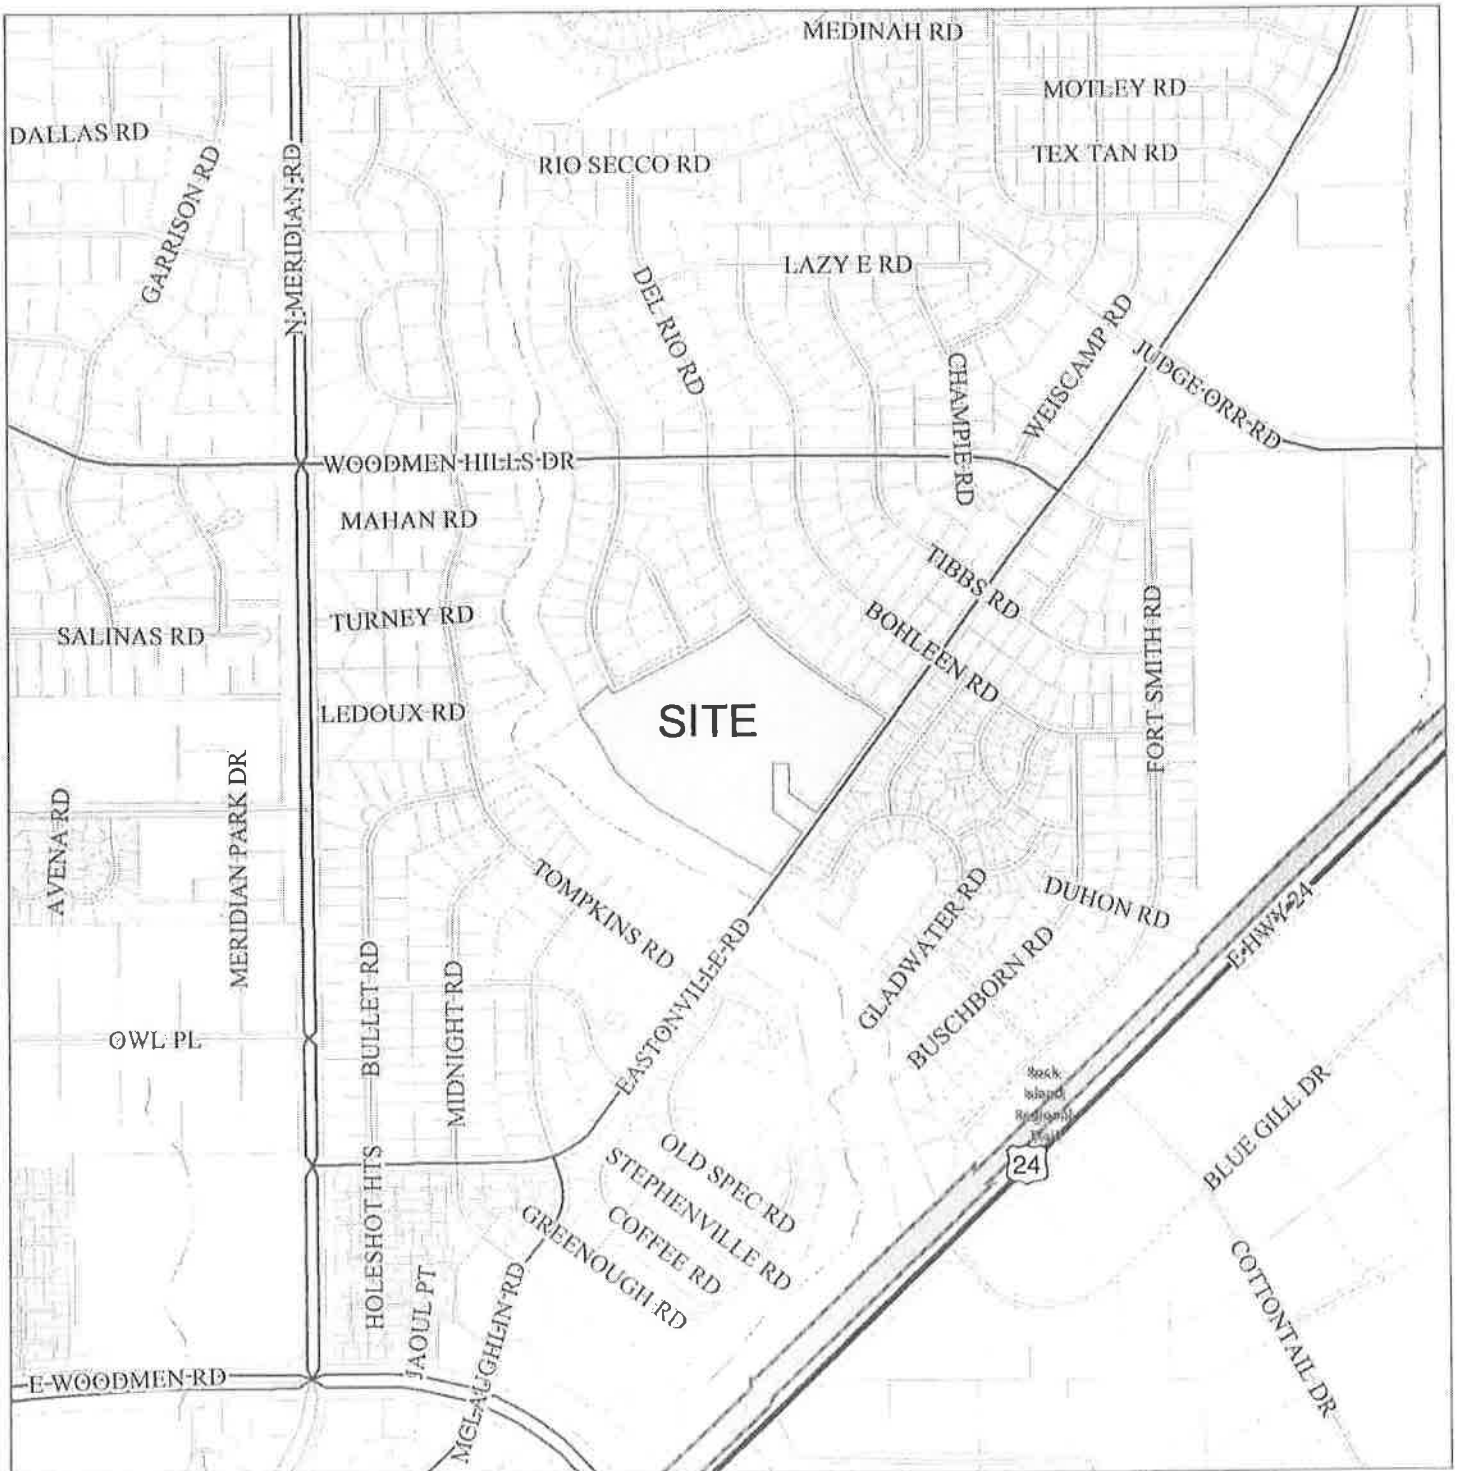 MEDINAH RD
MOTLEY RD
DALLAS RD
TEX TAN RD
RIO SECCO RD
GARRISON RD
N MERIDIAN RD
LAZY E RD
DEL RIO RD
WEISCAMP RD
JUDGE ORR RD
CHAMPIE RD
WOODMEN HILLS DR
MAHAN RD
TIBBS RD
TURNEY RD
BOHLEEN RD
SALINAS RD
FORT SMITH RD
LEDOUX RD
SITE
AVENA RD
MERIDIAN PARK DR
TOMPKINS RD
GLADWATER RD
DUHON RD
E HWY 24
BULLET RD
MIDNIGHT RD
EASTONVILLE RD
BUSCHBORN RD
OWL PL
Rock
Island
Regional
24
BLUE GILL DR
HOLESHOT HTS
OLD SPEC RD
STEPHENVILLE RD
COFFEE RD
GREENOUGH RD
JAOUL PT
MCLAUGHLIN RD
COTTONTAIL DR
E WOODMEN RD